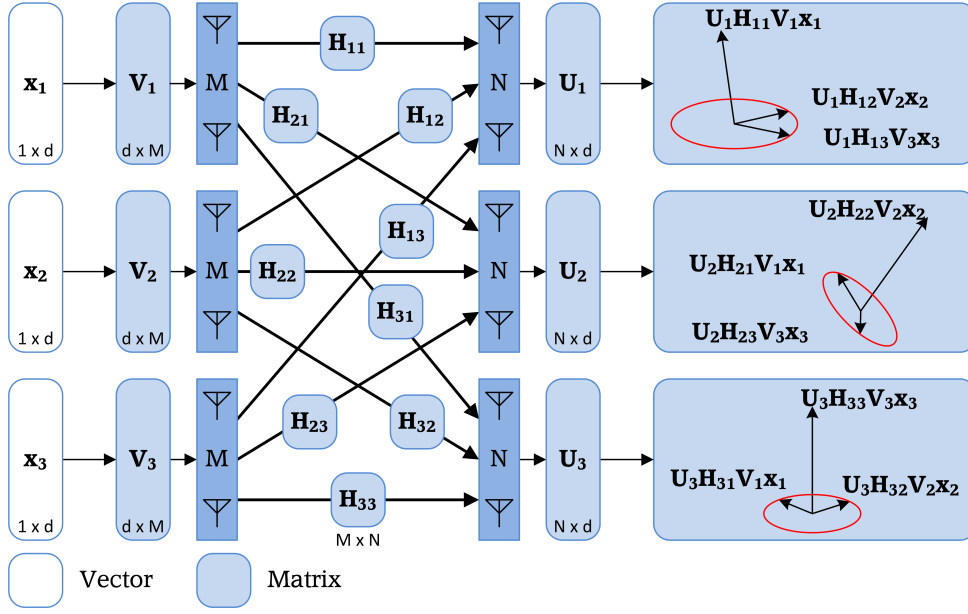 x₁
1 x d
V₁
d x M
M
H₁₁
H₂₁
H₁₂
N
U₁
N x d
U₁H₁₁V₁x₁
U₁H₁₂V₂x₂
U₁H₁₃V₃x₃
x₂
1 x d
V₂
d x M
M
H₂₂
H₁₃
H₃₁
N
U₂
N x d
U₂H₂₂V₂x₂
U₂H₂₁V₁x₁
U₂H₂₃V₃x₃
x₃
1 x d
V₃
d x M
M
H₂₃
H₃₂
H₃₃
M x N
N
U₃
N x d
U₃H₃₃V₃x₃
U₃H₃₁V₁x₁
U₃H₃₂V₂x₂
Vector
Matrix